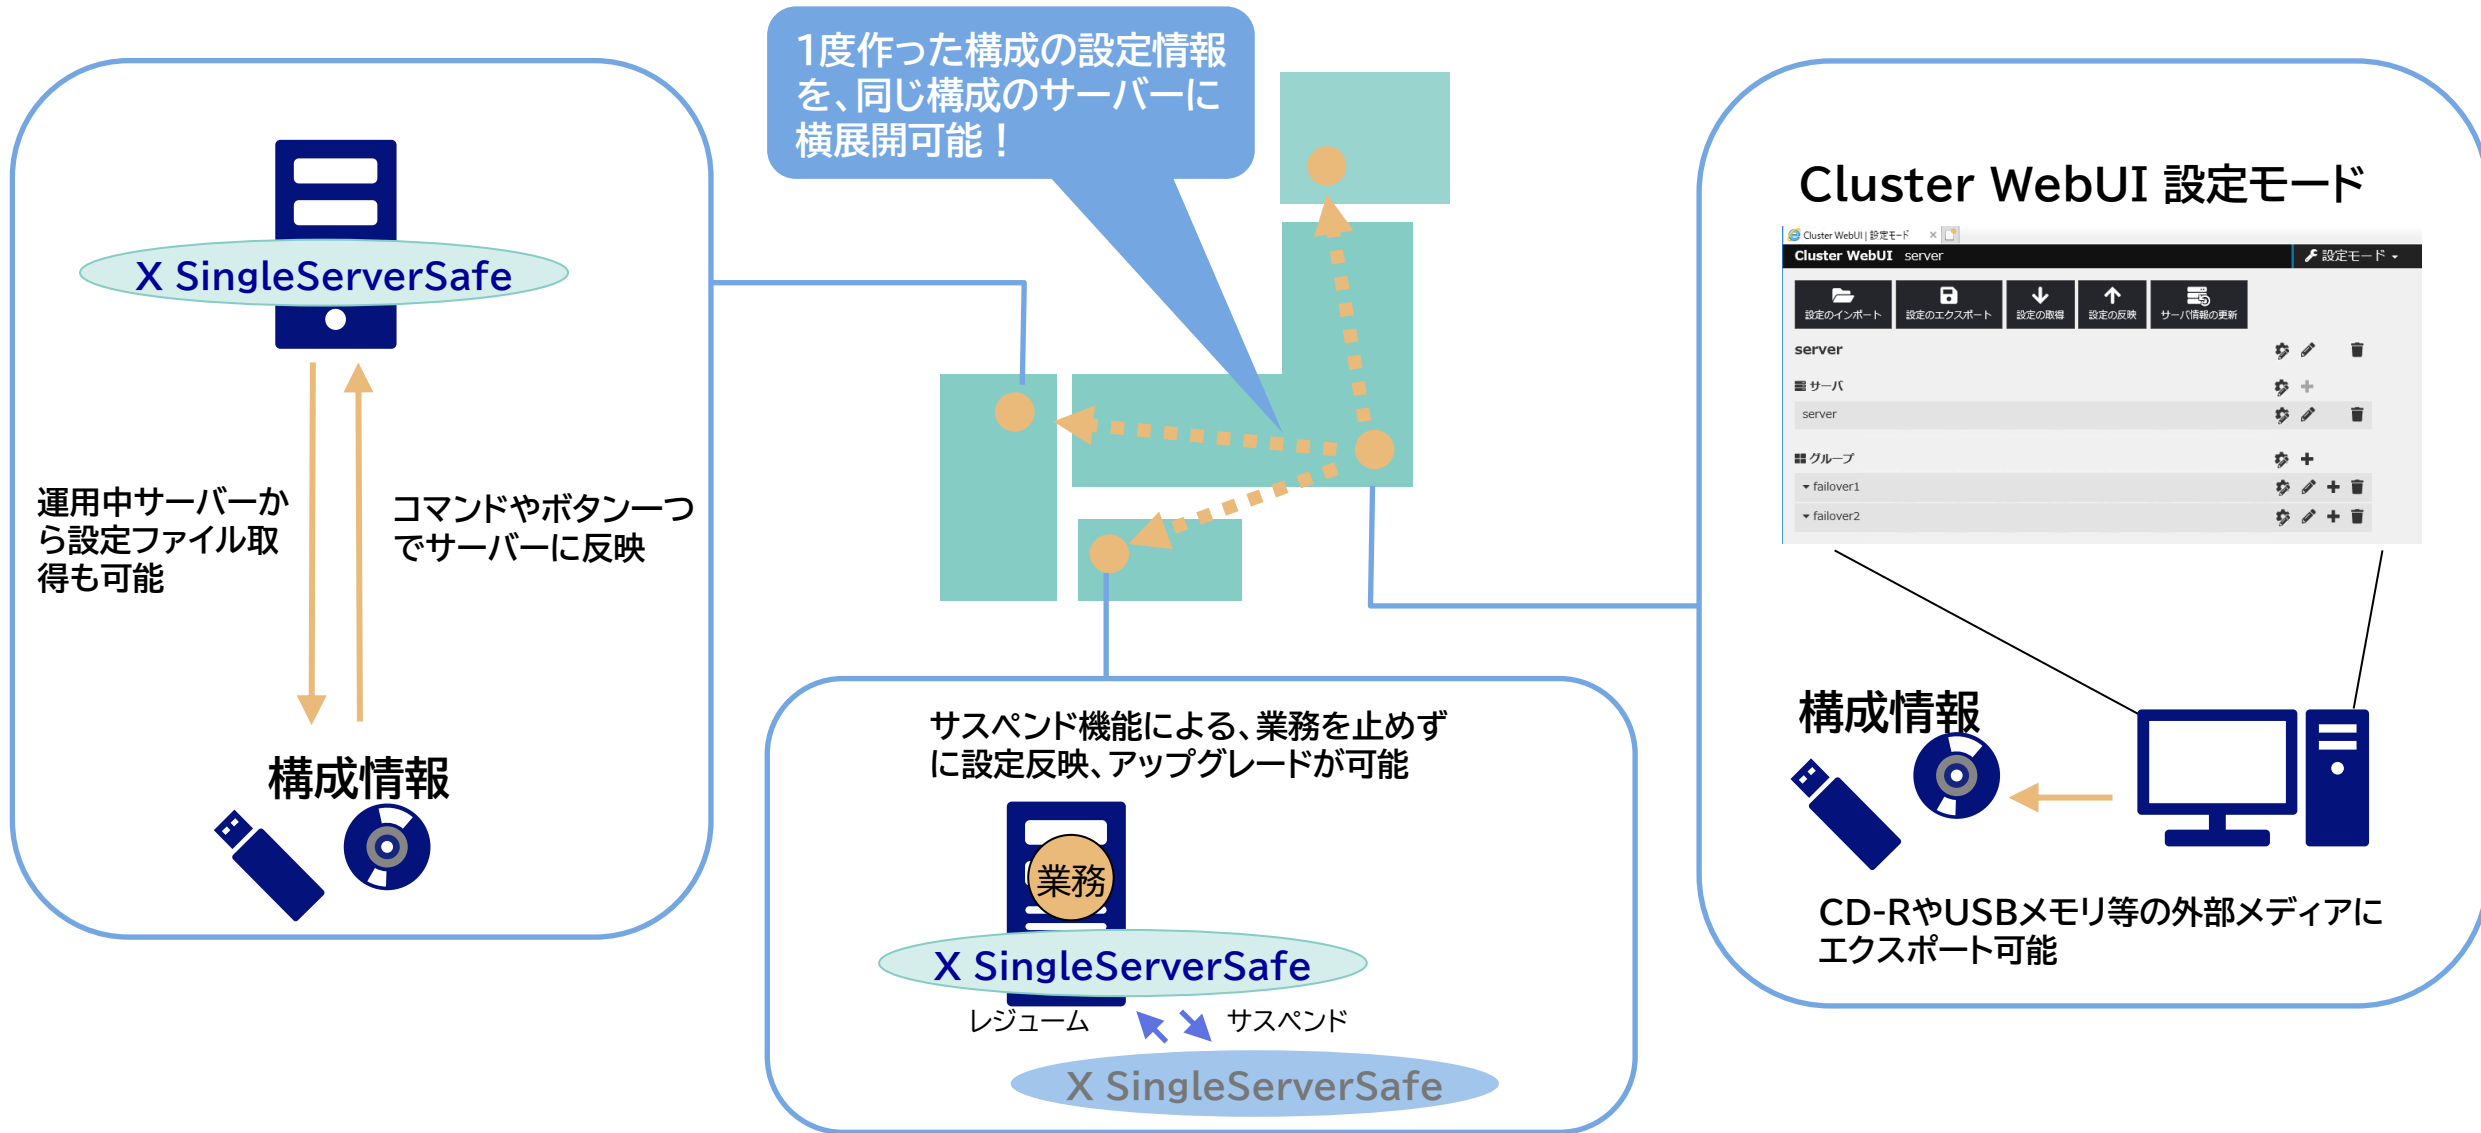 1度作った構成の設定情報
を、同じ構成のサーバーに
横展開可能！
X SingleServerSafe
運用中サーバーか
ら設定ファイル取
得も可能
コマンドやボタン一つ
でサーバーに反映
構成情報
サスペンド機能による、業務を止めず
に設定反映、アップグレードが可能
業務
X SingleServerSafe
レジューム
サスペンド
X SingleServerSafe
Cluster WebUI 設定モード
Cluster WebUI | 設定モード
Cluster WebUI server
設定モード
設定のインポート
設定のエクスポート
設定の取得
設定の反映
サーバ情報の更新
server
サーバ
server
グループ
failover1
failover2
構成情報
CD-RやUSBメモリ等の外部メディアに
エクスポート可能